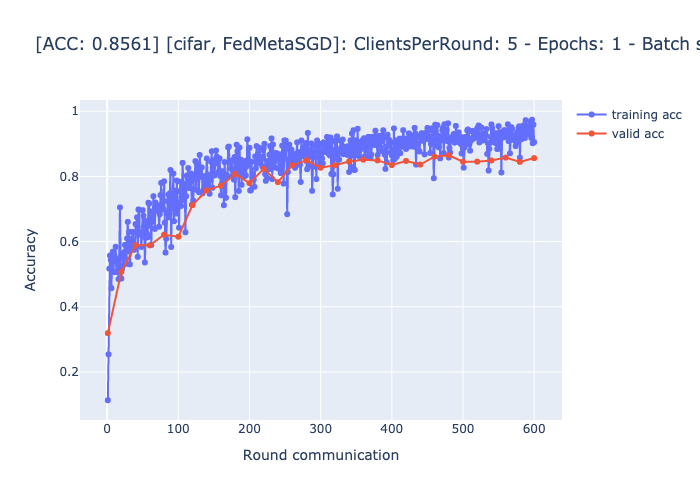 [ACC: 0.8561] [cifar, FedMetaSGD]: ClientsPerRound: 5 - Epochs: 1 - Batch s
1
0.8
0.6
0.4
0.2
Accuracy
0 100 200 300 400 500 600
Round communication
training acc
valid acc